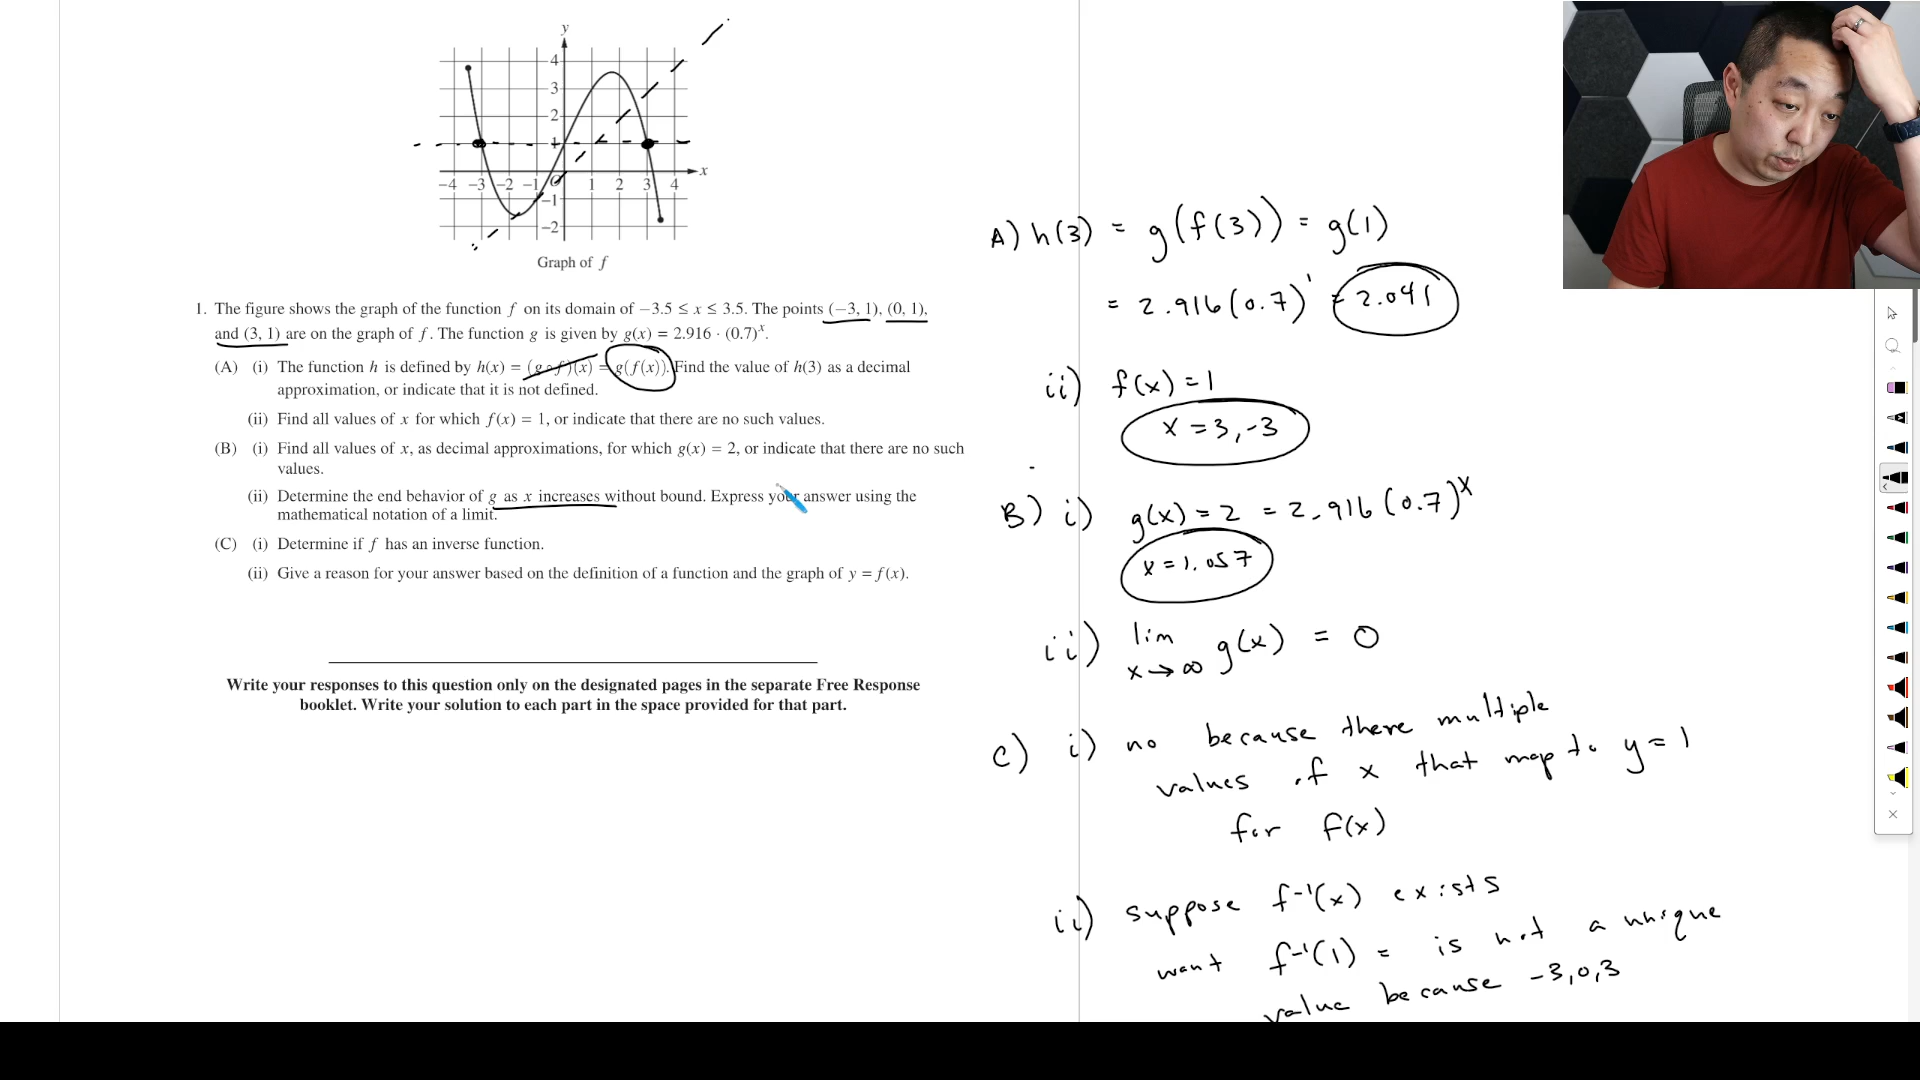 y
4
3
2
1
x
−4 −3 −2 −1 O 1 2 3 4
−1
−2
Graph of f
1. The figure shows the graph of the function f on its domain of −3.5 ≤ x ≤ 3.5. The points (−3, 1), (0, 1),
and (3, 1) are on the graph of f. The function g is given by g(x) = 2.916 · (0.7)ˣ.
(A) (i) The function h is defined by h(x) = (g ∘ f)(x) = g(f(x)). Find the value of h(3) as a decimal
approximation, or indicate that it is not defined.
(ii) Find all values of x for which f(x) = 1, or indicate that there are no such values.
(B) (i) Find all values of x, as decimal approximations, for which g(x) = 2, or indicate that there are no such
values.
(ii) Determine the end behavior of g as x increases without bound. Express your answer using the
mathematical notation of a limit.
(C) (i) Determine if f has an inverse function.
(ii) Give a reason for your answer based on the definition of a function and the graph of y = f(x).
Write your responses to this question only on the designated pages in the separate Free Response
booklet. Write your solution to each part in the space provided for that part.
A) h(3) = g(f(3)) = g(1)
= 2.916(0.7)¹ = 2.041
ii) f(x) = 1
x = 3, -3
B) i) g(x) = 2 = 2.916(0.7)ˣ
x = 1.057
ii) lim g(x) = 0
x → ∞
C) i) no because there multiple
values of x that map to y = 1
for f(x)
ii) suppose f⁻¹(x) exists
want f⁻¹(1) = is not a unique
value because -3, 0, 3